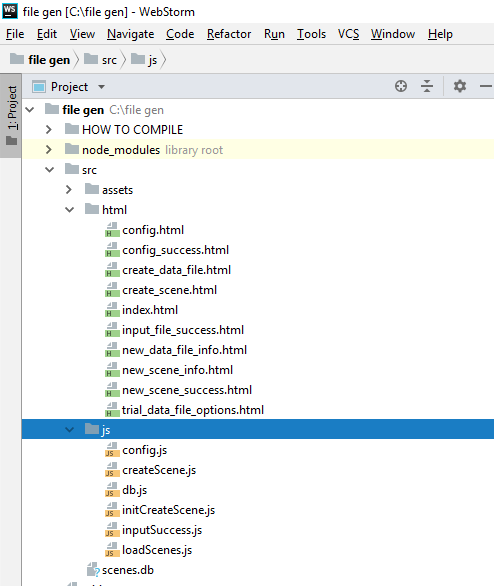 WS file gen [C:\file gen] - WebStorm
File Edit View Navigate Code Refactor Run Tools VCS Window Help
file gen src js
1: Project
Project
file gen C:\file gen
HOW TO COMPILE
node_modules library root
src
assets
html
config.html
config_success.html
create_data_file.html
create_scene.html
index.html
input_file_success.html
new_data_file_info.html
new_scene_info.html
new_scene_success.html
trial_data_file_options.html
js
config.js
createScene.js
db.js
initCreateScene.js
inputSuccess.js
loadScenes.js
scenes.db